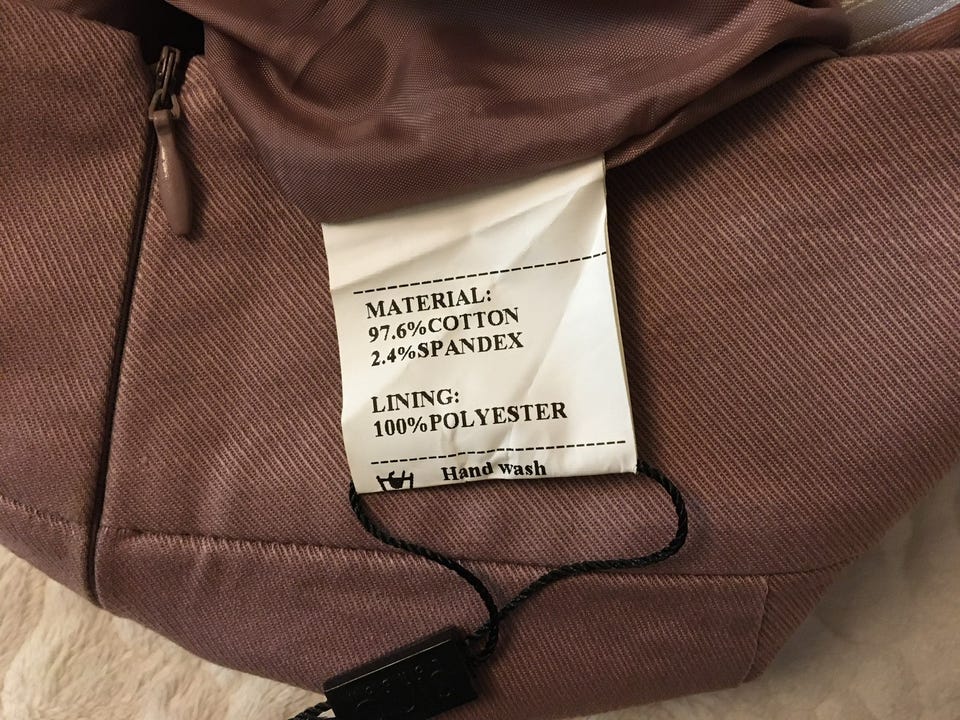 MATERIAL:
97.6%COTTON
2.4%SPANDEX
LINING:
100%POLYESTER
Hand wash